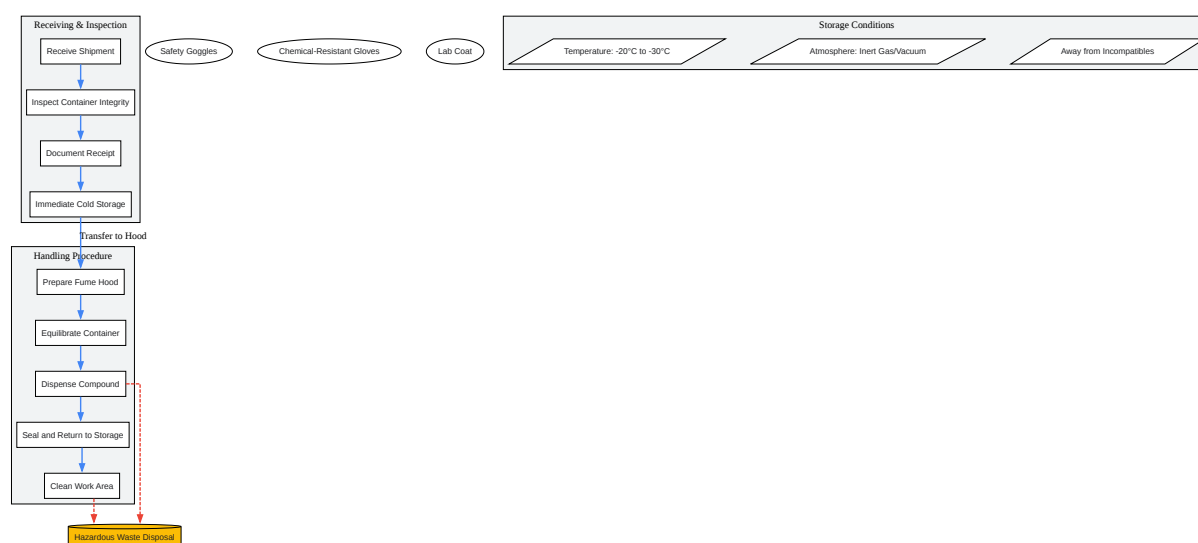 Receiving & Inspection
Receive Shipment
Inspect Container Integrity
Document Receipt
Immediate Cold Storage
Safety Goggles
Chemical-Resistant Gloves
Lab Coat
Storage Conditions
Temperature: -20°C to -30°C
Atmosphere: Inert Gas/Vacuum
Away from Incompatibles
Transfer to Hood
Handling Procedure
Prepare Fume Hood
Equilibrate Container
Dispense Compound
Seal and Return to Storage
Clean Work Area
Hazardous Waste Disposal